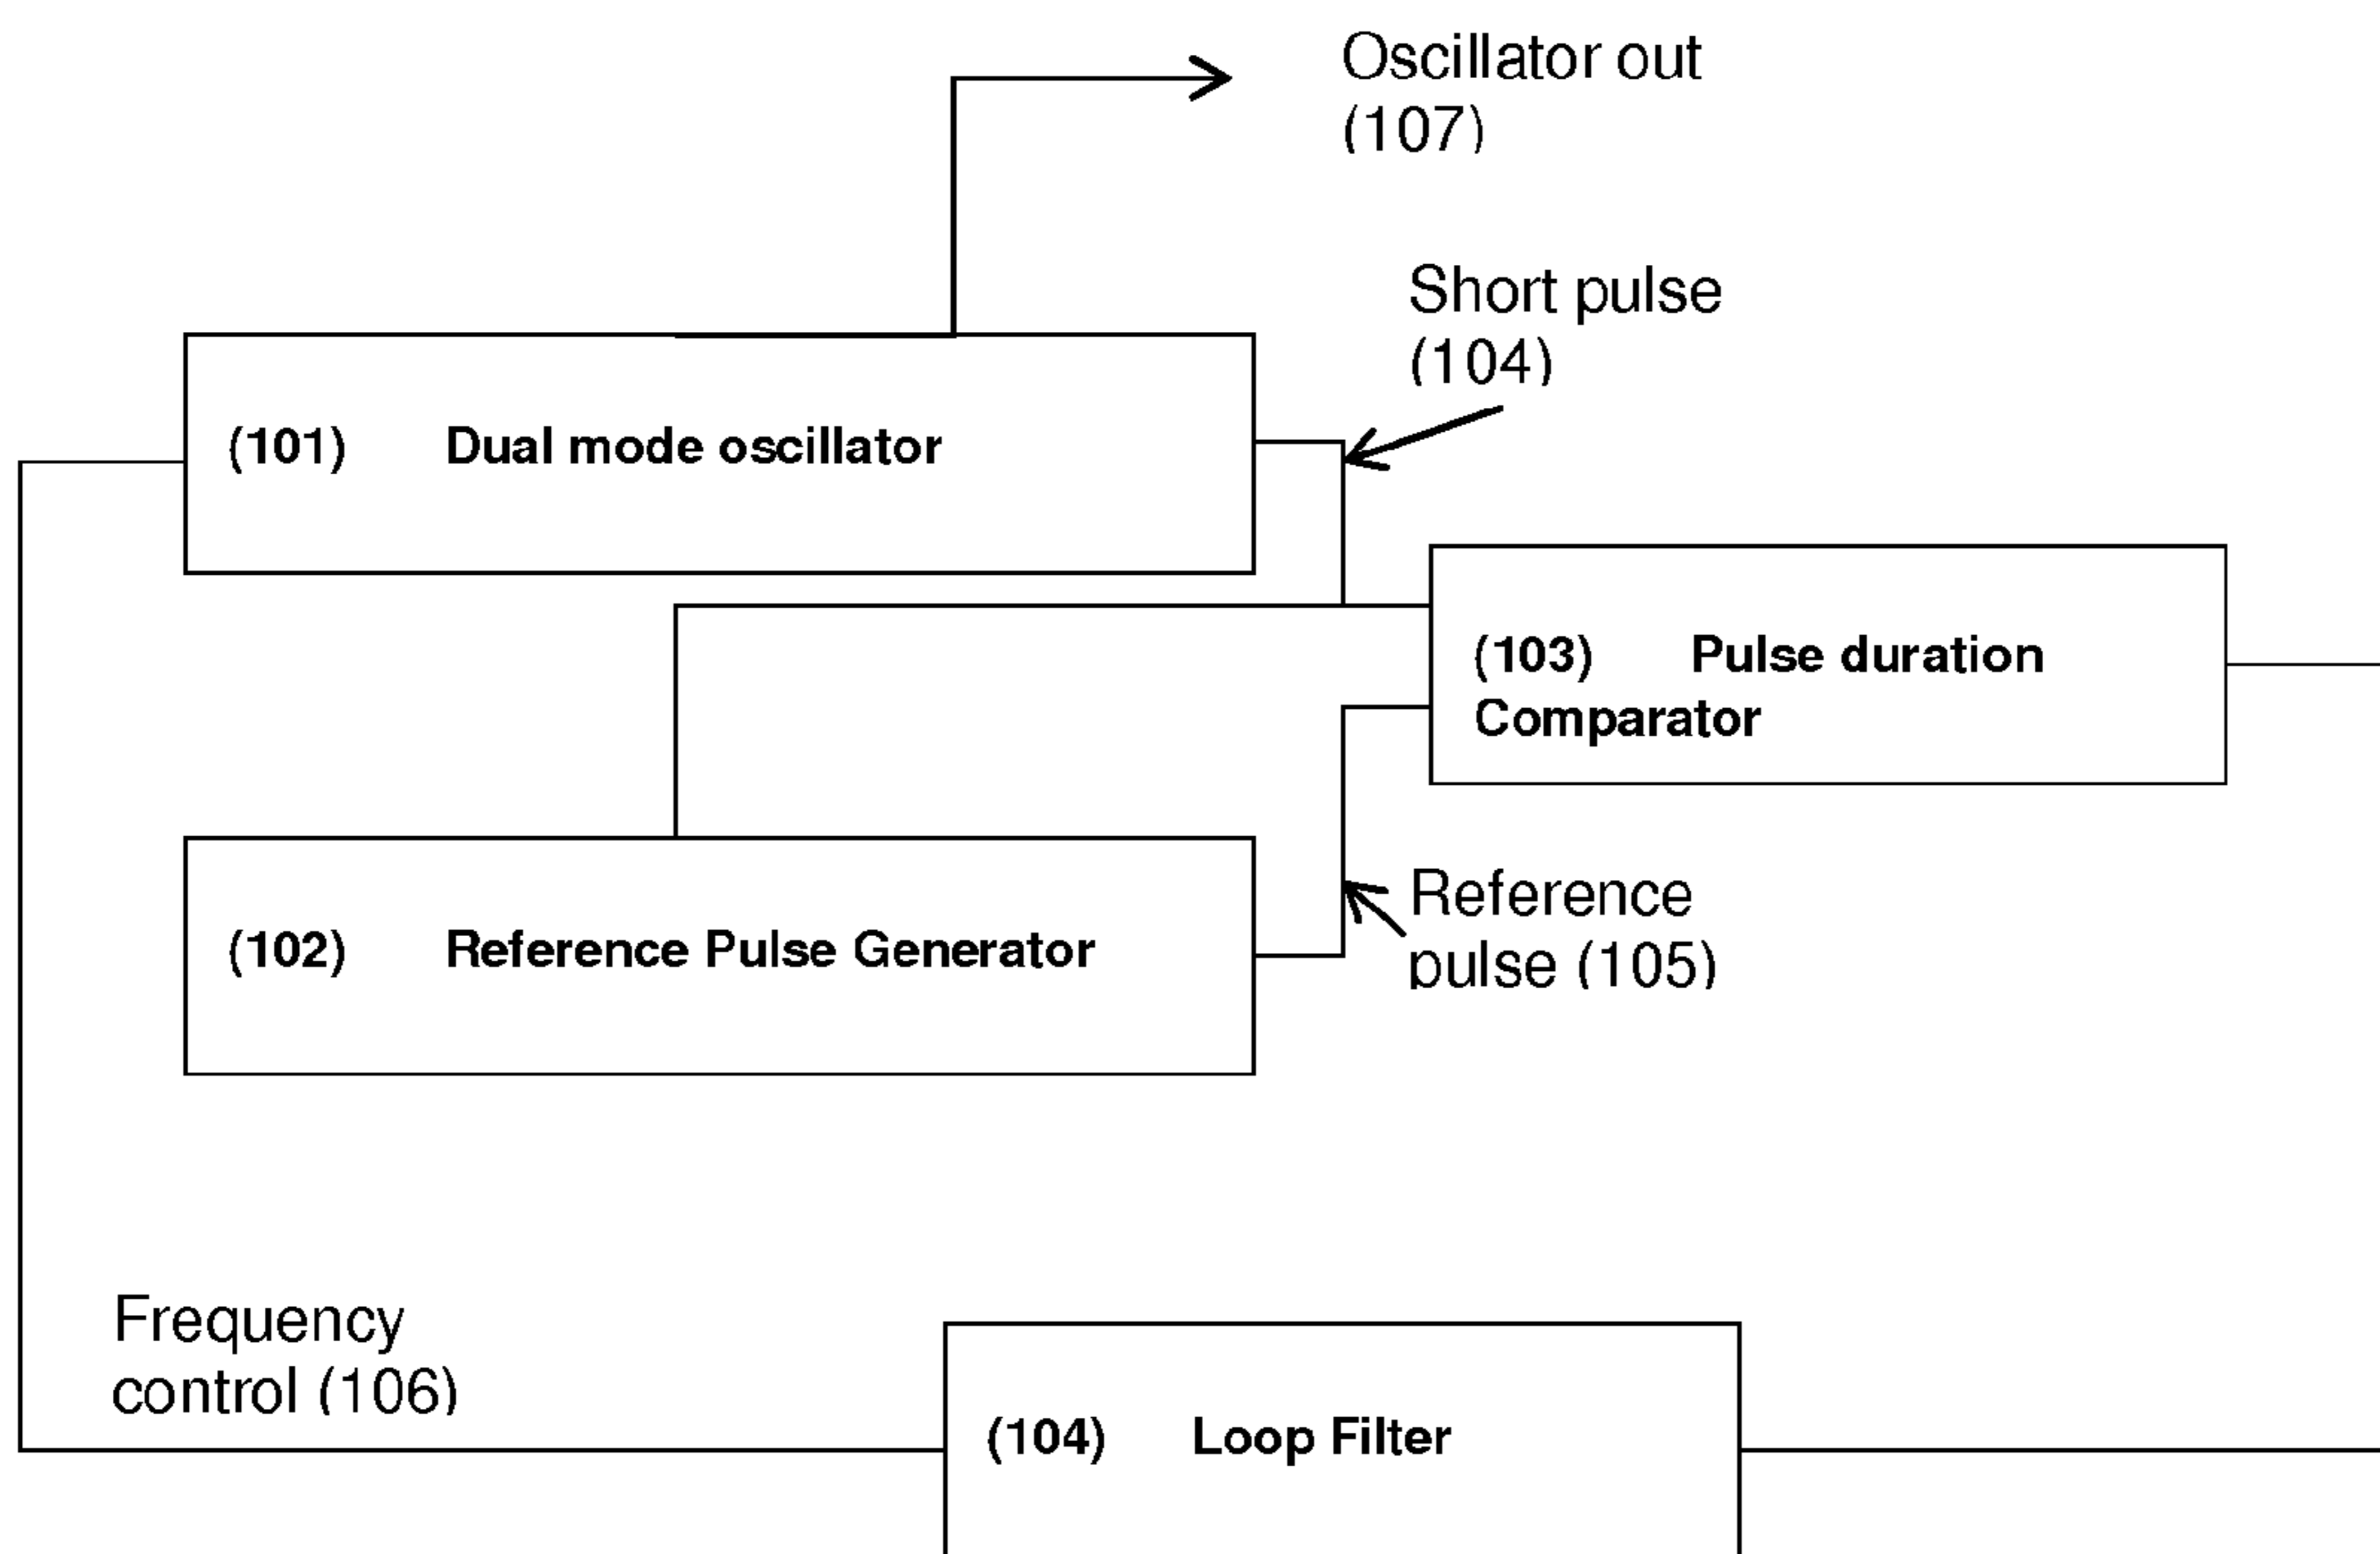 Oscillator out
(107)
Short pulse
(104)
(101) Dual mode oscillator
(103) Pulse duration
Comparator
Reference
pulse (105)
(102) Reference Pulse Generator
Frequency
control (106)
(104) Loop Filter